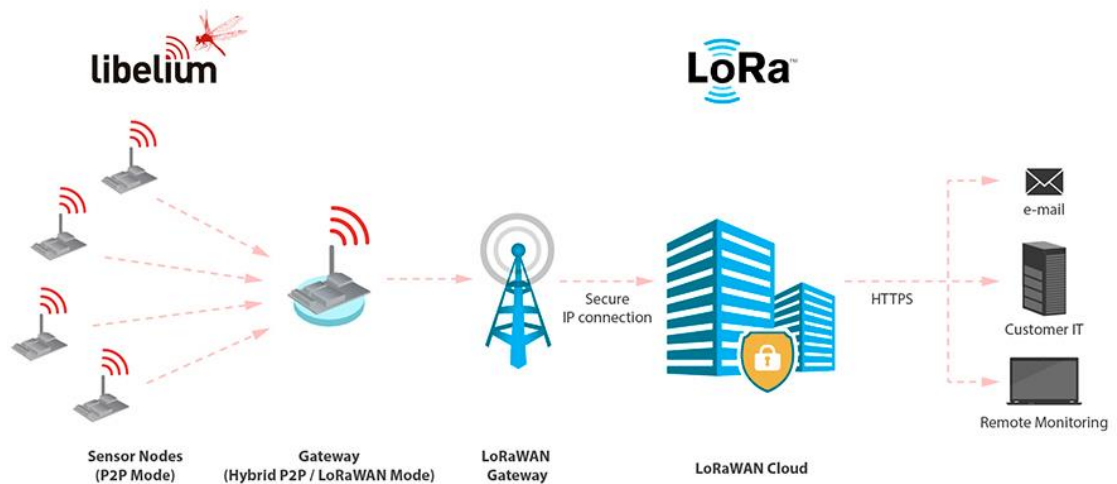 libelium
LoRa™
e-mail
Secure
IP connection
HTTPS
Customer IT
Remote Monitoring
Sensor Nodes
(P2P Mode)
Gateway
(Hybrid P2P / LoRaWAN Mode)
LoRaWAN
Gateway
LoRaWAN Cloud